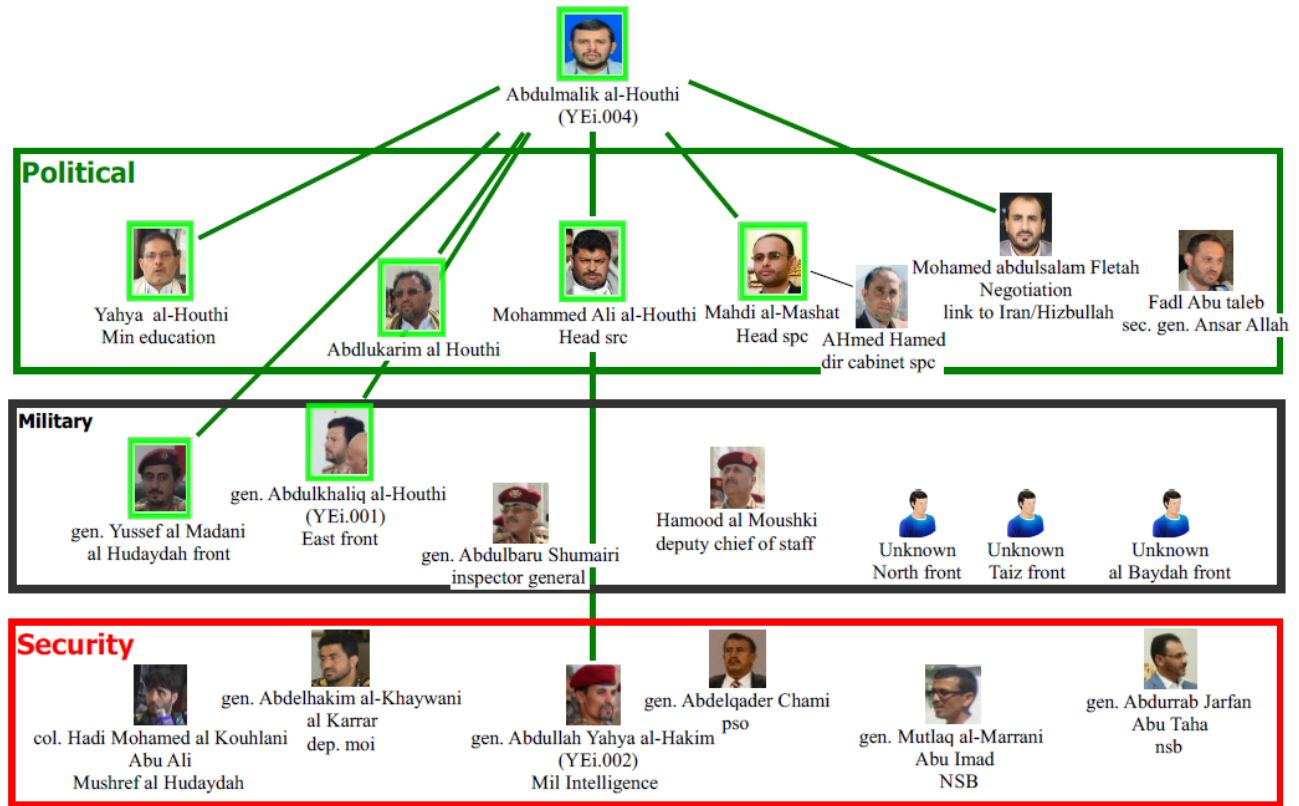 Abdulmalik al-Houthi
(YEi.004)
Political
Yahya al-Houthi
Min education
Abdlukarim al Houthi
Mohammed Ali al-Houthi
Head src
Mahdi al-Mashat
Head spc
AHmed Hamed
dir cabinet spc
Mohamed abdulsalam Fletah
Negotiation
link to Iran/Hizbullah
Fadl Abu taleb
sec. gen. Ansar Allah
Military
gen. Yussef al Madani
al Hudaydah front
gen. Abdulkhaliq al-Houthi
(YEi.001)
East front
gen. Abdulbaru Shumairi
inspector general
Hamood al Moushki
deputy chief of staff
Unknown
North front
Unknown
Taiz front
Unknown
al Baydah front
Security
col. Hadi Mohamed al Kouhlani
Abu Ali
Mushref al Hudaydah
gen. Abdelhakim al-Khaywani
al Karrar
dep. moi
gen. Abdullah Yahya al-Hakim
(YEi.002)
Mil Intelligence
gen. Abdelqader Chami
pso
gen. Mutlaq al-Marrani
Abu Imad
NSB
gen. Abdurrab Jarfan
Abu Taha
nsb